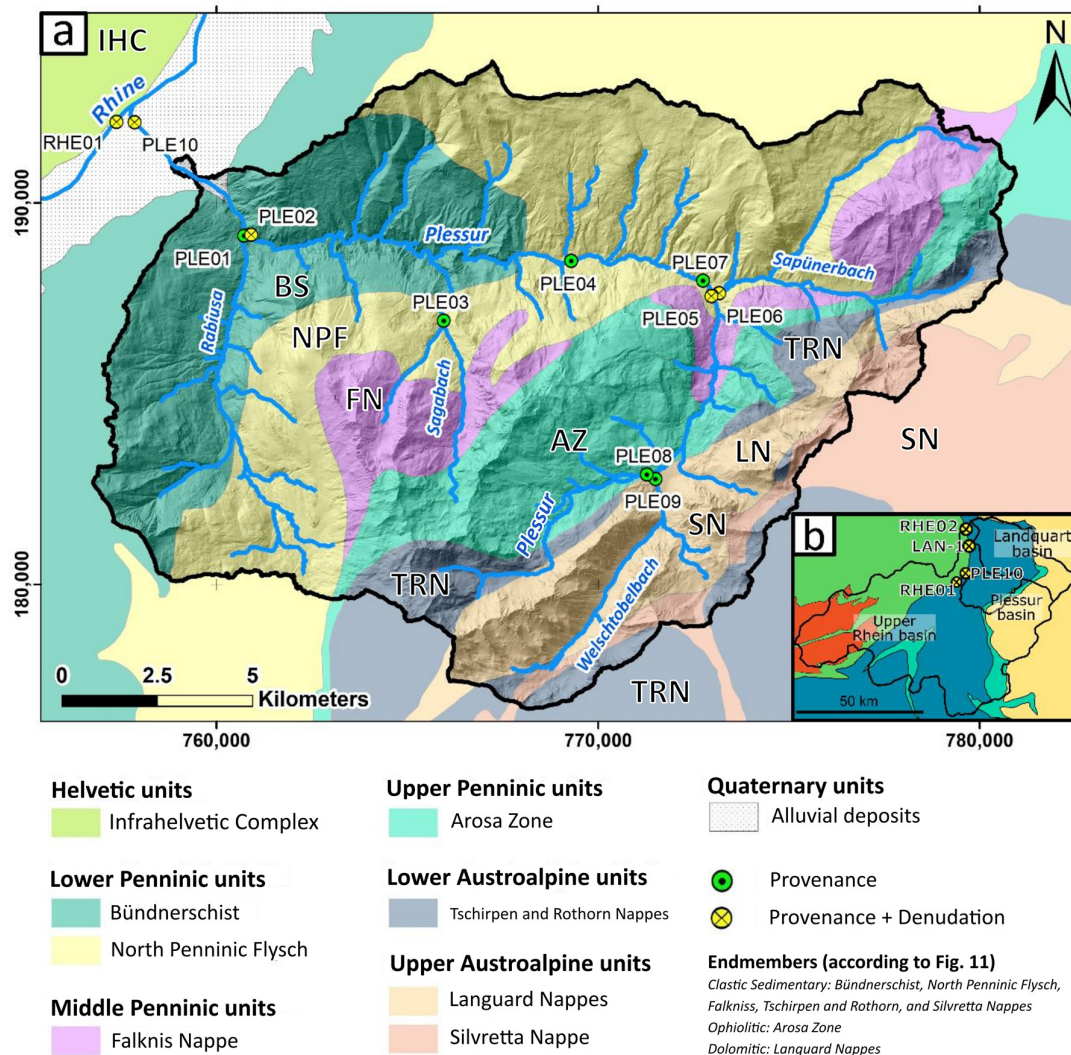 a
IHC
N
Rhine
RHE01
PLE10
190,000
PLE02
PLE01
Plessur
PLE07
Sapünerbach
PLE04
BS
PLE03
PLE05
PLE06
Rabiusa
NPF
TRN
FN
Sagabach
AZ
SN
LN
PLE08
PLE09
SN
Plessur
180,000
TRN
Welschtobelbach
TRN
0 2.5 5
Kilometers
b
RHE02
LAN-1
Landquart
basin
PLE10
RHE01
Plessur
basin
Upper
Rhein basin
50 km
760,000 770,000 780,000
Helvetic units
Infrahelvetic Complex
Lower Penninic units
Bündnerschist
North Penninic Flysch
Middle Penninic units
Falknis Nappe
Upper Penninic units
Arosa Zone
Lower Austroalpine units
Tschirpen and Rothorn Nappes
Upper Austroalpine units
Languard Nappes
Silvretta Nappe
Quaternary units
Alluvial deposits
Provenance
Provenance + Denudation
Endmembers (according to Fig. 11)
Clastic Sedimentary: Bündnerschist, North Penninic Flysch,
Falkniss, Tschirpen and Rothorn, and Silvretta Nappes
Ophiolitic: Arosa Zone
Dolomitic: Languard Nappes